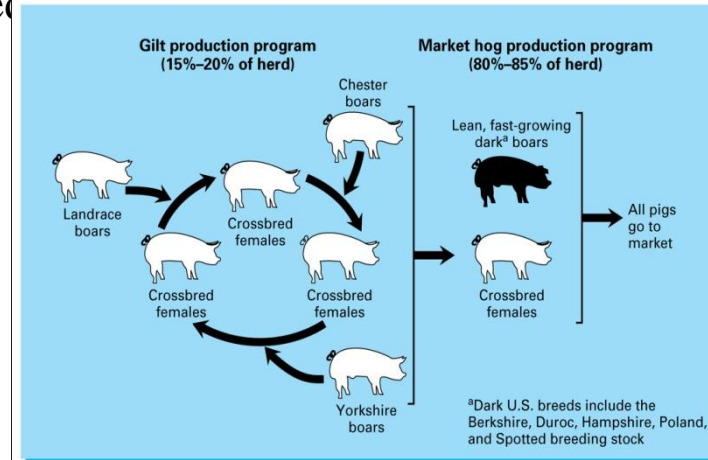 Gilt production program
(15%–20% of herd)
Market hog production program
(80%–85% of herd)
Chester
boars
Lean, fast-growing
darkᵃ boars
Landrace
boars
Crossbred
females
All pigs
go to
market
Crossbred
females
Crossbred
females
Crossbred
females
Yorkshire
boars
ᵃDark U.S. breeds include the
Berkshire, Duroc, Hampshire, Poland,
and Spotted breeding stock